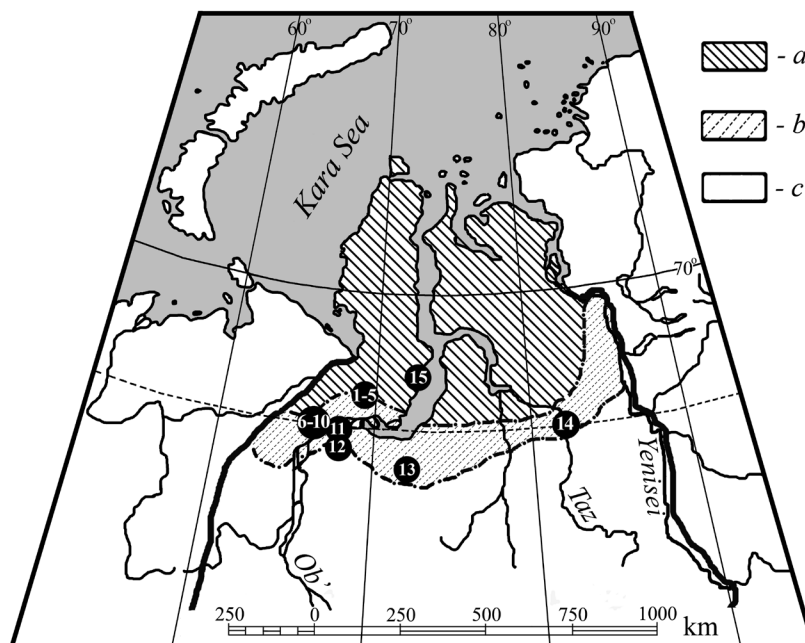 60° 70° 80° 90°
- a
- b
- c
Kara Sea
70°
15
1-5
6-10
11
12
14
13
Yenisei
Taz
Ob'
250 0 250 500 750 1000 km